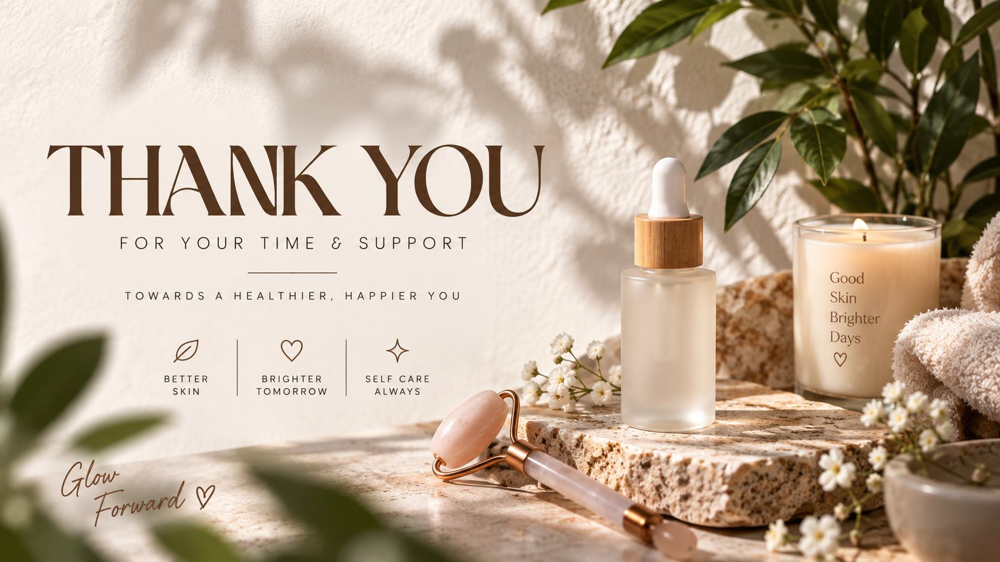 THANK YOU
FOR YOUR TIME & SUPPORT
TOWARDS A HEALTHIER, HAPPIER YOU
BETTER
SKIN
BRIGHTER
TOMORROW
SELF CARE
ALWAYS
Good
Skin
Brighter
Days
Glow
Forward